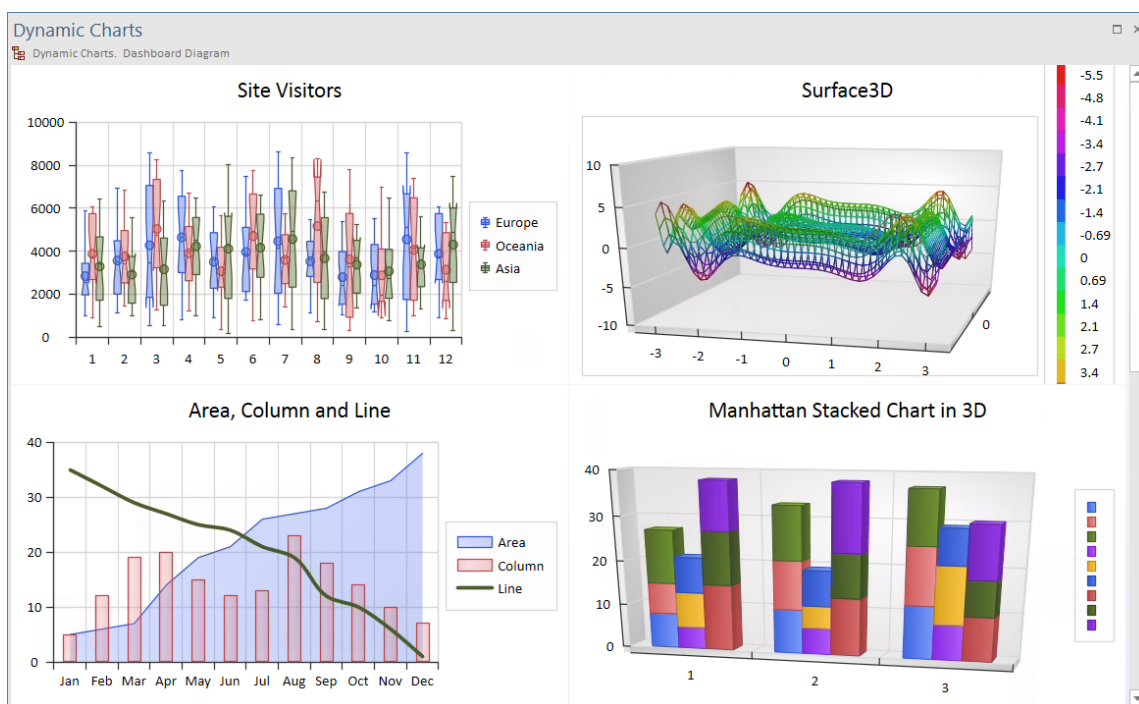 Dynamic Charts
Dynamic Charts. Dashboard Diagram
Site Visitors
10000
8000
6000
4000
2000
0
1 2 3 4 5 6 7 8 9 10 11 12
Europe
Oceania
Asia
Surface3D
10
5
0
-5
-10
-3 -2 -1 0 1 2 3
0
-5.5
-4.8
-4.1
-3.4
-2.7
-2.1
-1.4
-0.69
0
0.69
1.4
2.1
2.7
3.4
Area, Column and Line
40
30
20
10
0
Jan Feb Mar Apr May Jun Jul Aug Sep Oct Nov Dec
Area
Column
Line
Manhattan Stacked Chart in 3D
40
30
20
10
0
1 2 3